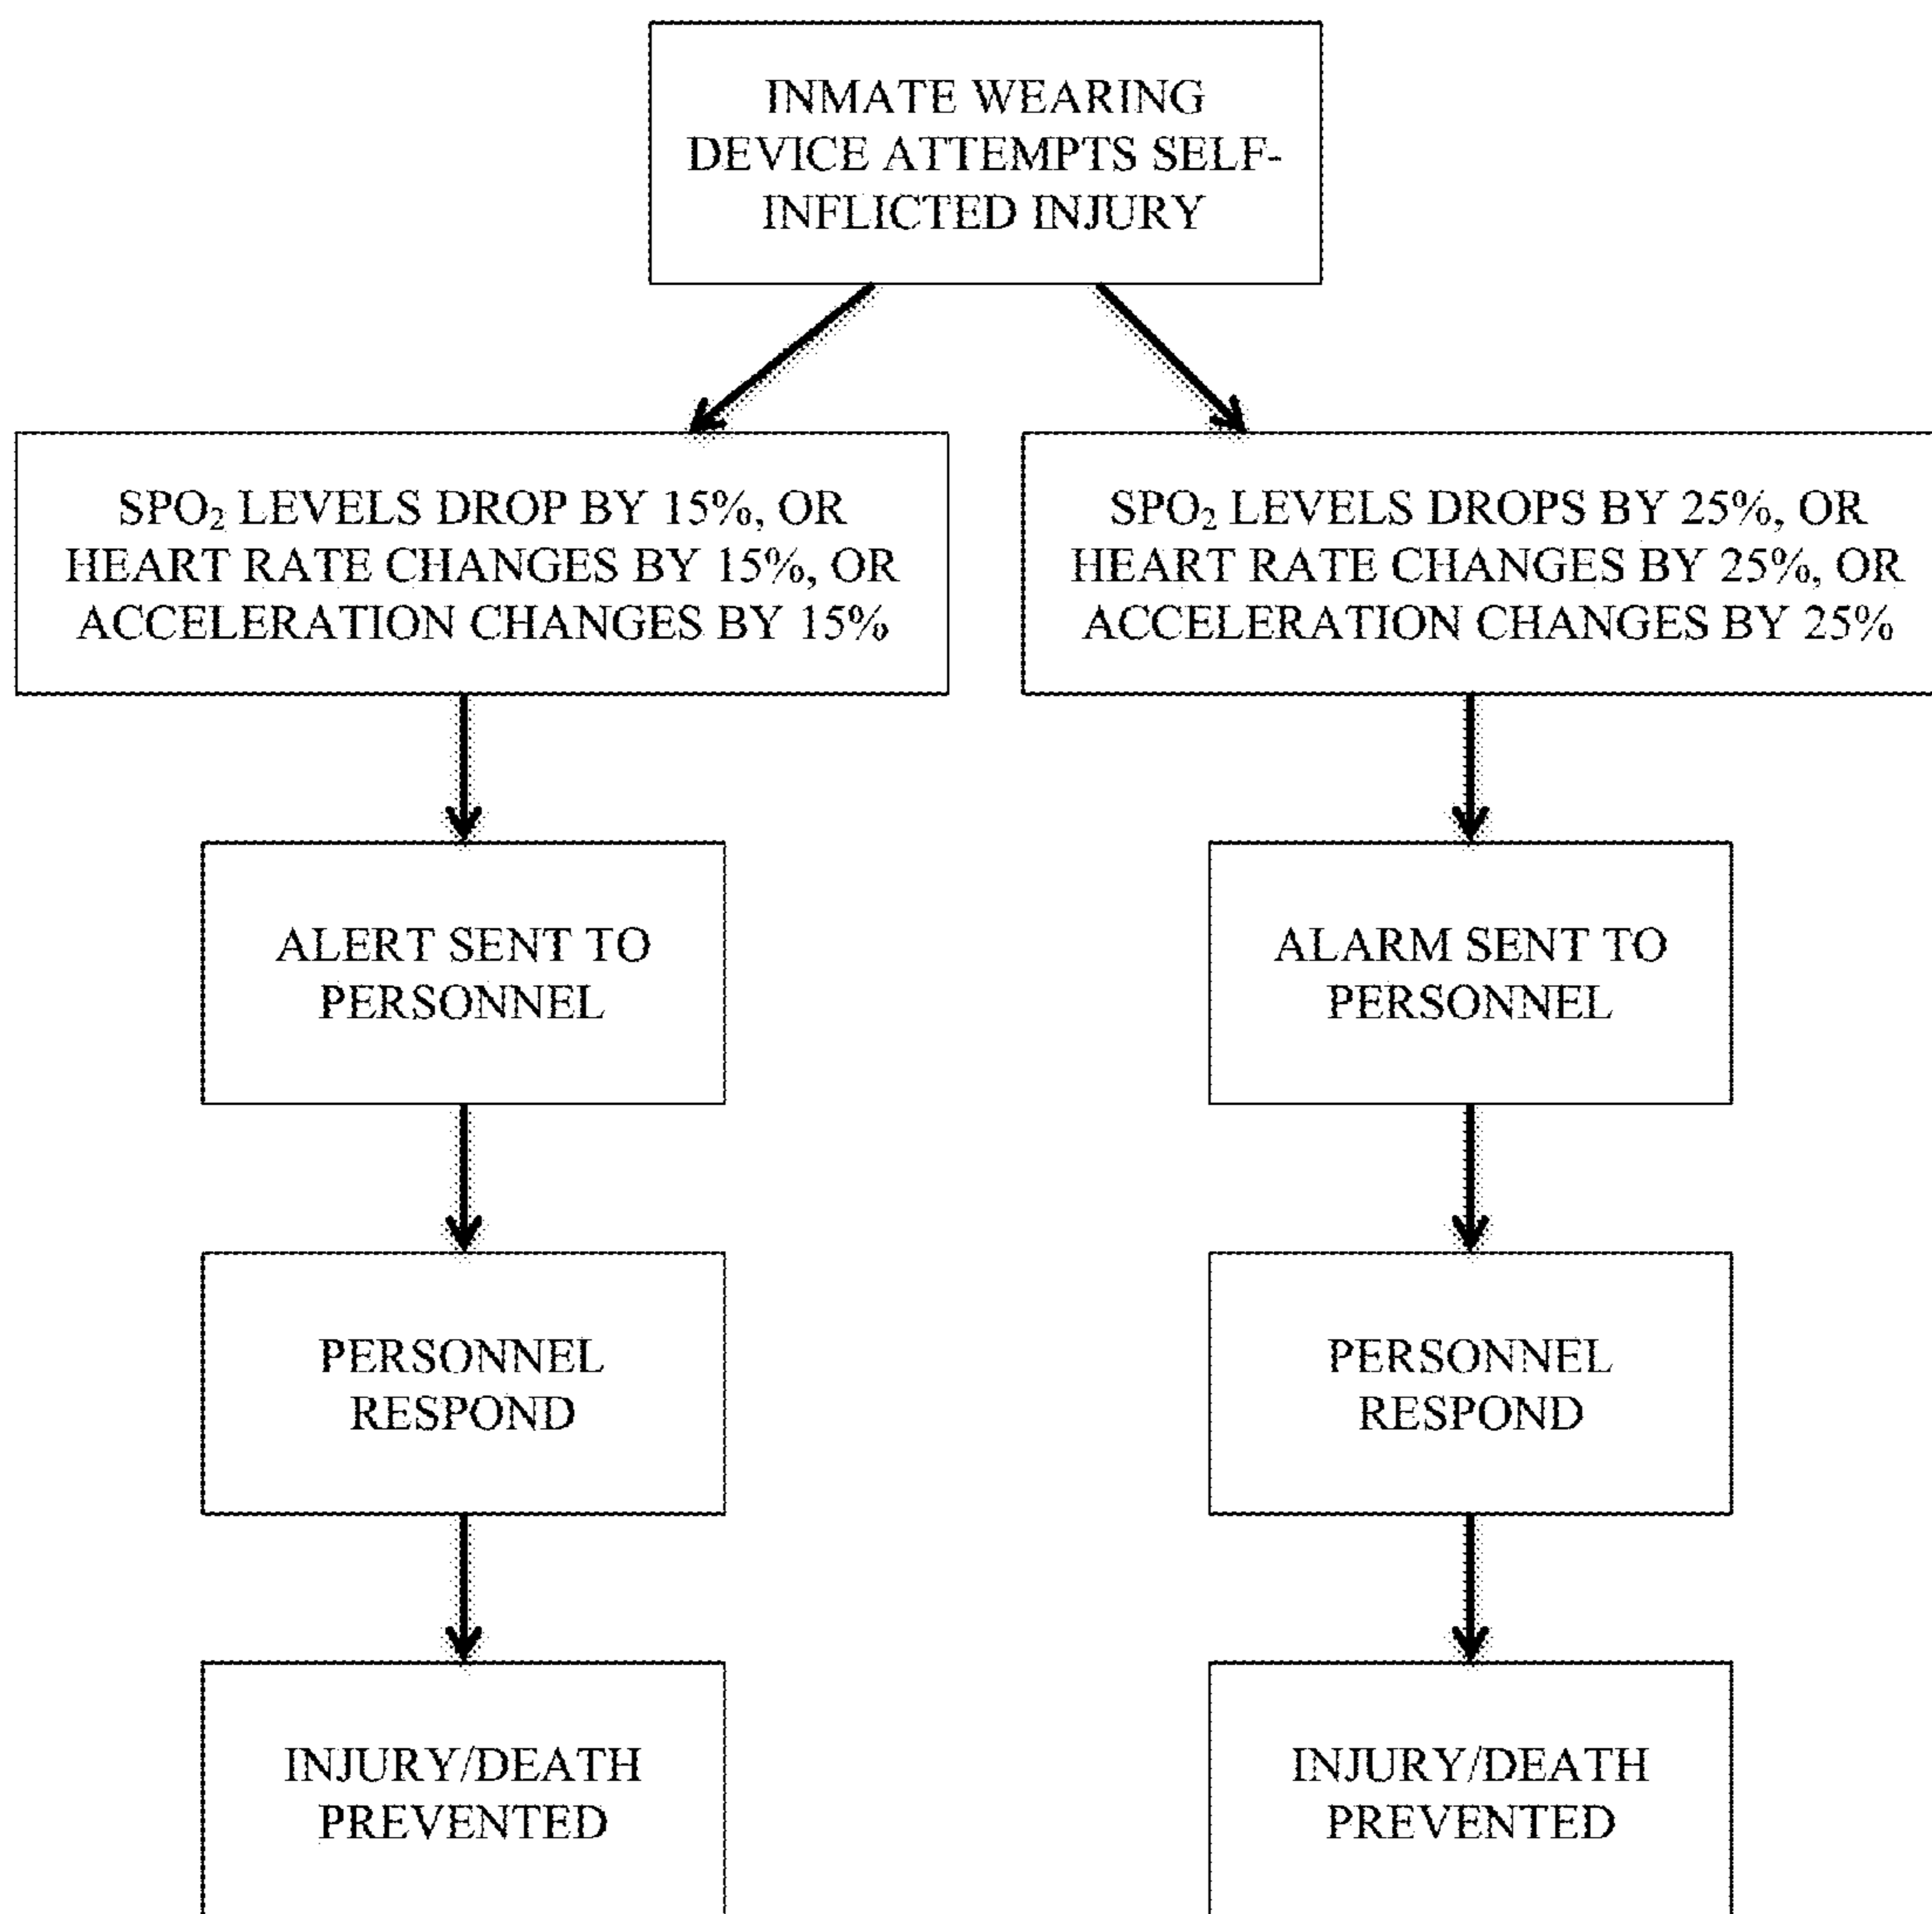 INMATE WEARING
DEVICE ATTEMPTS SELF-
INFLICTED INJURY
SPO₂ LEVELS DROP BY 15%, OR
HEART RATE CHANGES BY 15%, OR
ACCELERATION CHANGES BY 15%
SPO₂ LEVELS DROPS BY 25%, OR
HEART RATE CHANGES BY 25%, OR
ACCELERATION CHANGES BY 25%
ALERT SENT TO
PERSONNEL
ALARM SENT TO
PERSONNEL
PERSONNEL
RESPOND
PERSONNEL
RESPOND
INJURY/DEATH
PREVENTED
INJURY/DEATH
PREVENTED